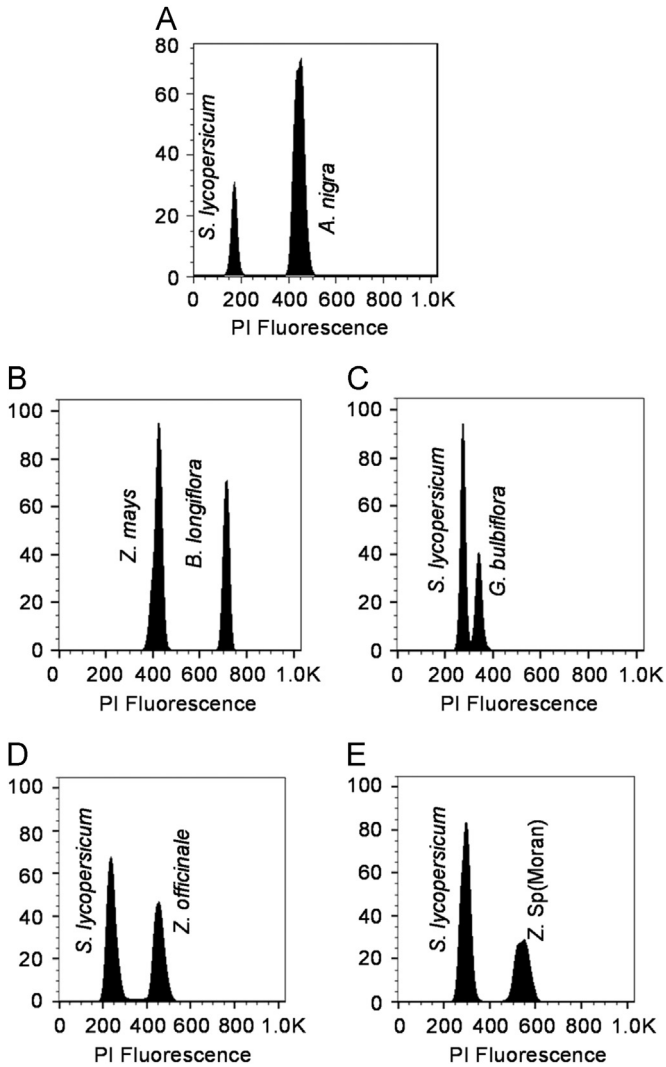 A
80
60
40
20
0
S. lycopersicum
A. nigra
0 200 400 600 800 1.0K
PI Fluorescence
B
100
80
60
40
20
0
Z. mays
B. longiflora
0 200 400 600 800 1.0K
PI Fluorescence
C
100
80
60
40
20
0
S. lycopersicum
G. bulbiflora
0 200 400 600 800 1.0K
PI Fluorescence
D
100
80
60
40
20
0
S. lycopersicum
Z. officinale
0 200 400 600 800 1.0K
PI Fluorescence
E
100
80
60
40
20
0
S. lycopersicum
Z. Sp(Moran)
0 200 400 600 800 1.0K
PI Fluorescence